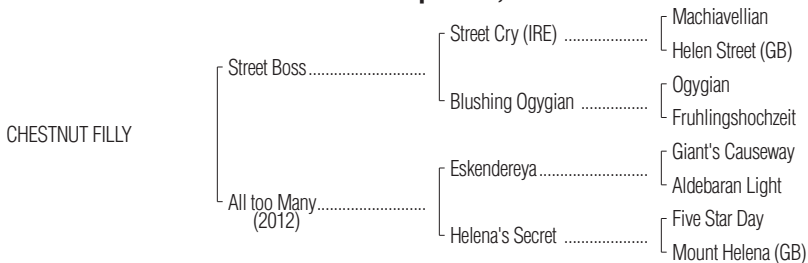 Machiavellian
Street Cry (IRE) ..................
Helen Street (GB)
Street Boss...........................
Ogygian
Blushing Ogygian ................
Fruhlingshochzeit
CHESTNUT FILLY
Giant's Causeway
Eskendereya.........................
Aldebaran Light
All too Many.........................
(2012)
Five Star Day
Helena's Secret ....................
Mount Helena (GB)